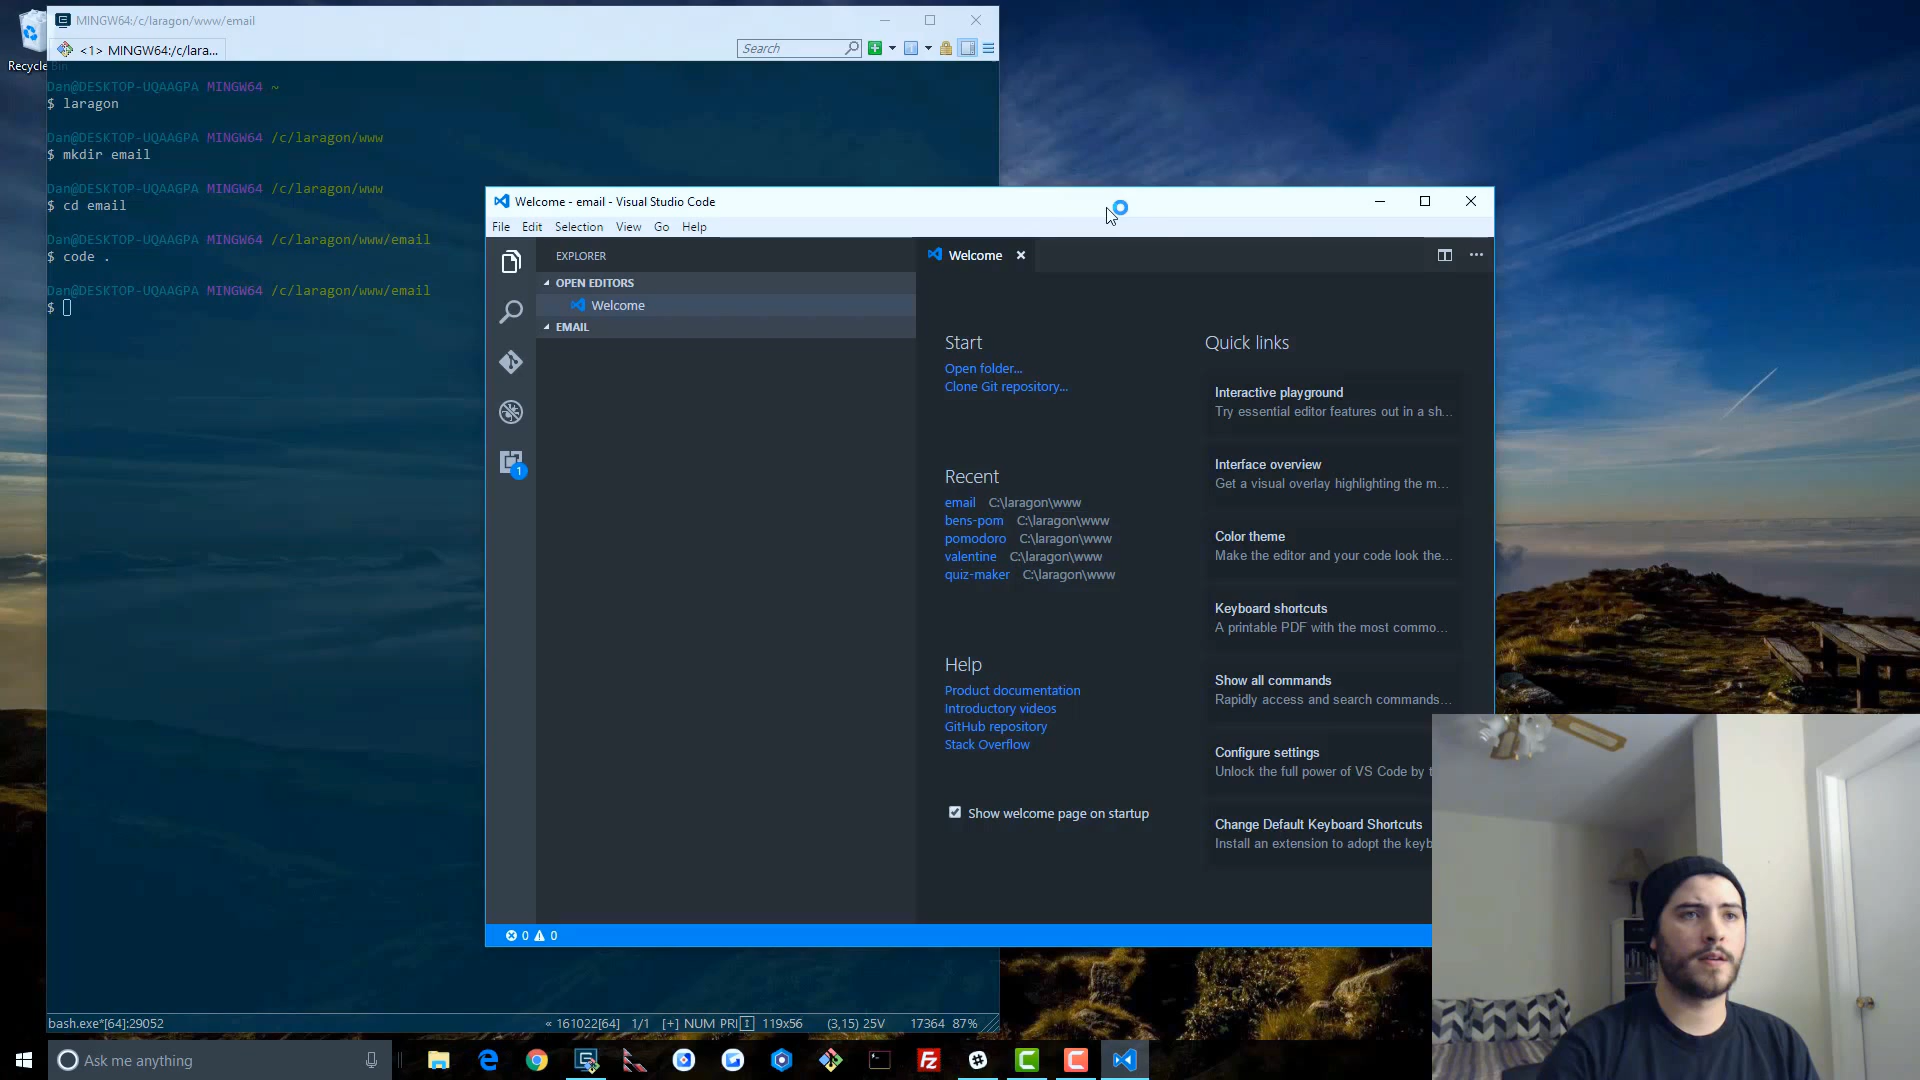 Recycle Bin
MINGW64:/c/laragon/www/email
<1> MINGW64:/c/lara...
Search
Dan@DESKTOP-UQAAGPA MINGW64 ~
$ laragon
Dan@DESKTOP-UQAAGPA MINGW64 /c/laragon/www
$ mkdir email
Dan@DESKTOP-UQAAGPA MINGW64 /c/laragon/www
$ cd email
Dan@DESKTOP-UQAAGPA MINGW64 /c/laragon/www/email
$ code .
Dan@DESKTOP-UQAAGPA MINGW64 /c/laragon/www/email
$
bash.exe*[64]:29052
« 161022[64] 1/1 [+] NUM PRI 119x56 (3,15) 25V 17364 87%
Welcome - email - Visual Studio Code
File Edit Selection View Go Help
EXPLORER
OPEN EDITORS
Welcome
EMAIL
1
Welcome
Start
Open folder...
Clone Git repository...
Recent
email C:\laragon\www
bens-pom C:\laragon\www
pomodoro C:\laragon\www
valentine C:\laragon\www
quiz-maker C:\laragon\www
Help
Product documentation
Introductory videos
GitHub repository
Stack Overflow
Show welcome page on startup
Quick links
Interactive playground
Try essential editor features out in a sh...
Interface overview
Get a visual overlay highlighting the m...
Color theme
Make the editor and your code look the...
Keyboard shortcuts
A printable PDF with the most commo...
Show all commands
Rapidly access and search commands...
Configure settings
Unlock the full power of VS Code by t
Change Default Keyboard Shortcuts
Install an extension to adopt the keyb
0 0
Ask me anything